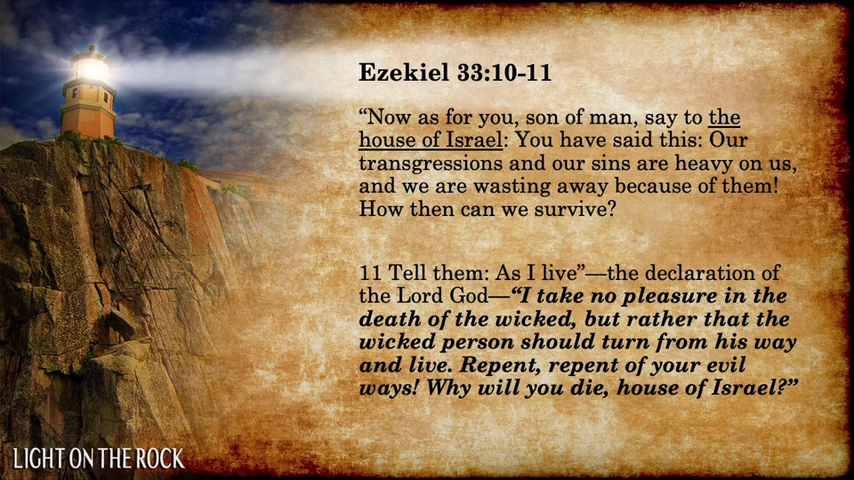 Ezekiel 33:10-11
“Now as for you, son of man, say to the
house of Israel: You have said this: Our
transgressions and our sins are heavy on us,
and we are wasting away because of them!
How then can we survive?
11 Tell them: As I live”—the declaration of
the Lord God—“I take no pleasure in the
death of the wicked, but rather that the
wicked person should turn from his way
and live. Repent, repent of your evil
ways! Why will you die, house of Israel?”
LIGHT ON THE ROCK